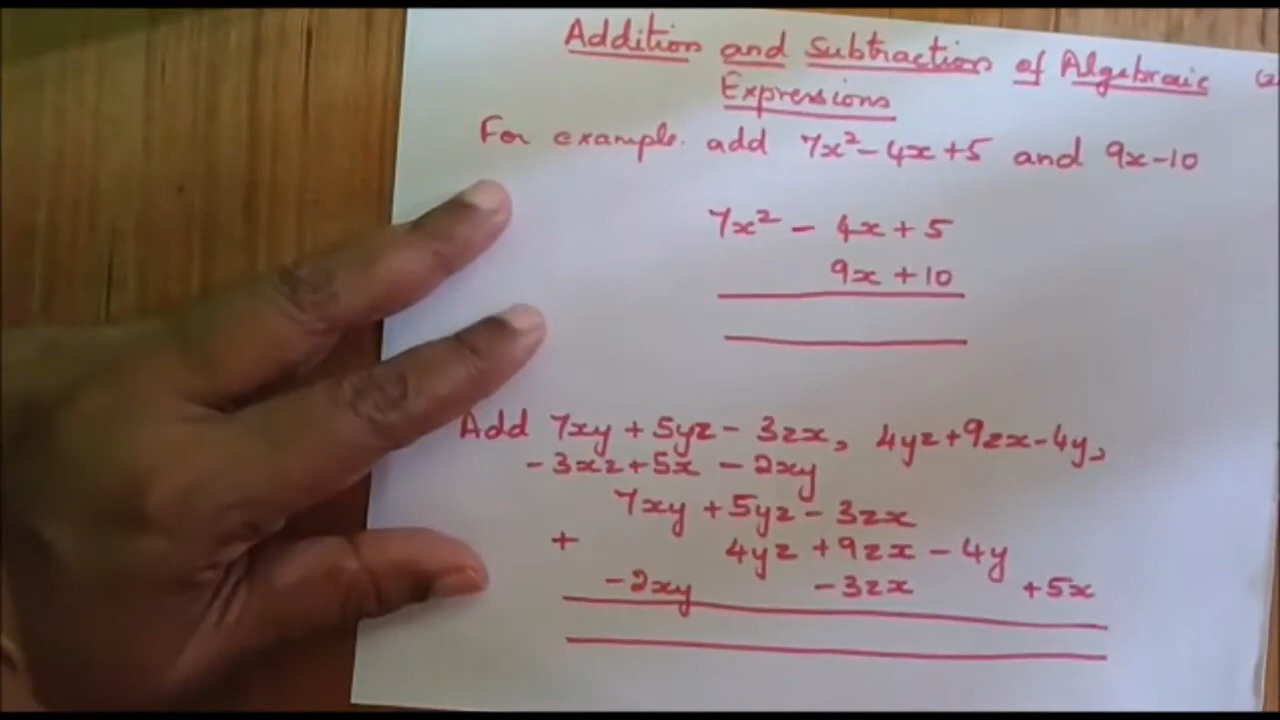 Addition and Subtraction of Algebraic (2
Expressions
For example. add 7x² - 4x + 5 and 9x - 10
7x² - 4x + 5
9x + 10
Add 7xy + 5yz - 3zx, 4yz + 9zx - 4y,
- 3xz + 5x - 2xy
7xy + 5yz - 3zx
+ 4yz + 9zx - 4y
- 2xy - 3zx + 5x